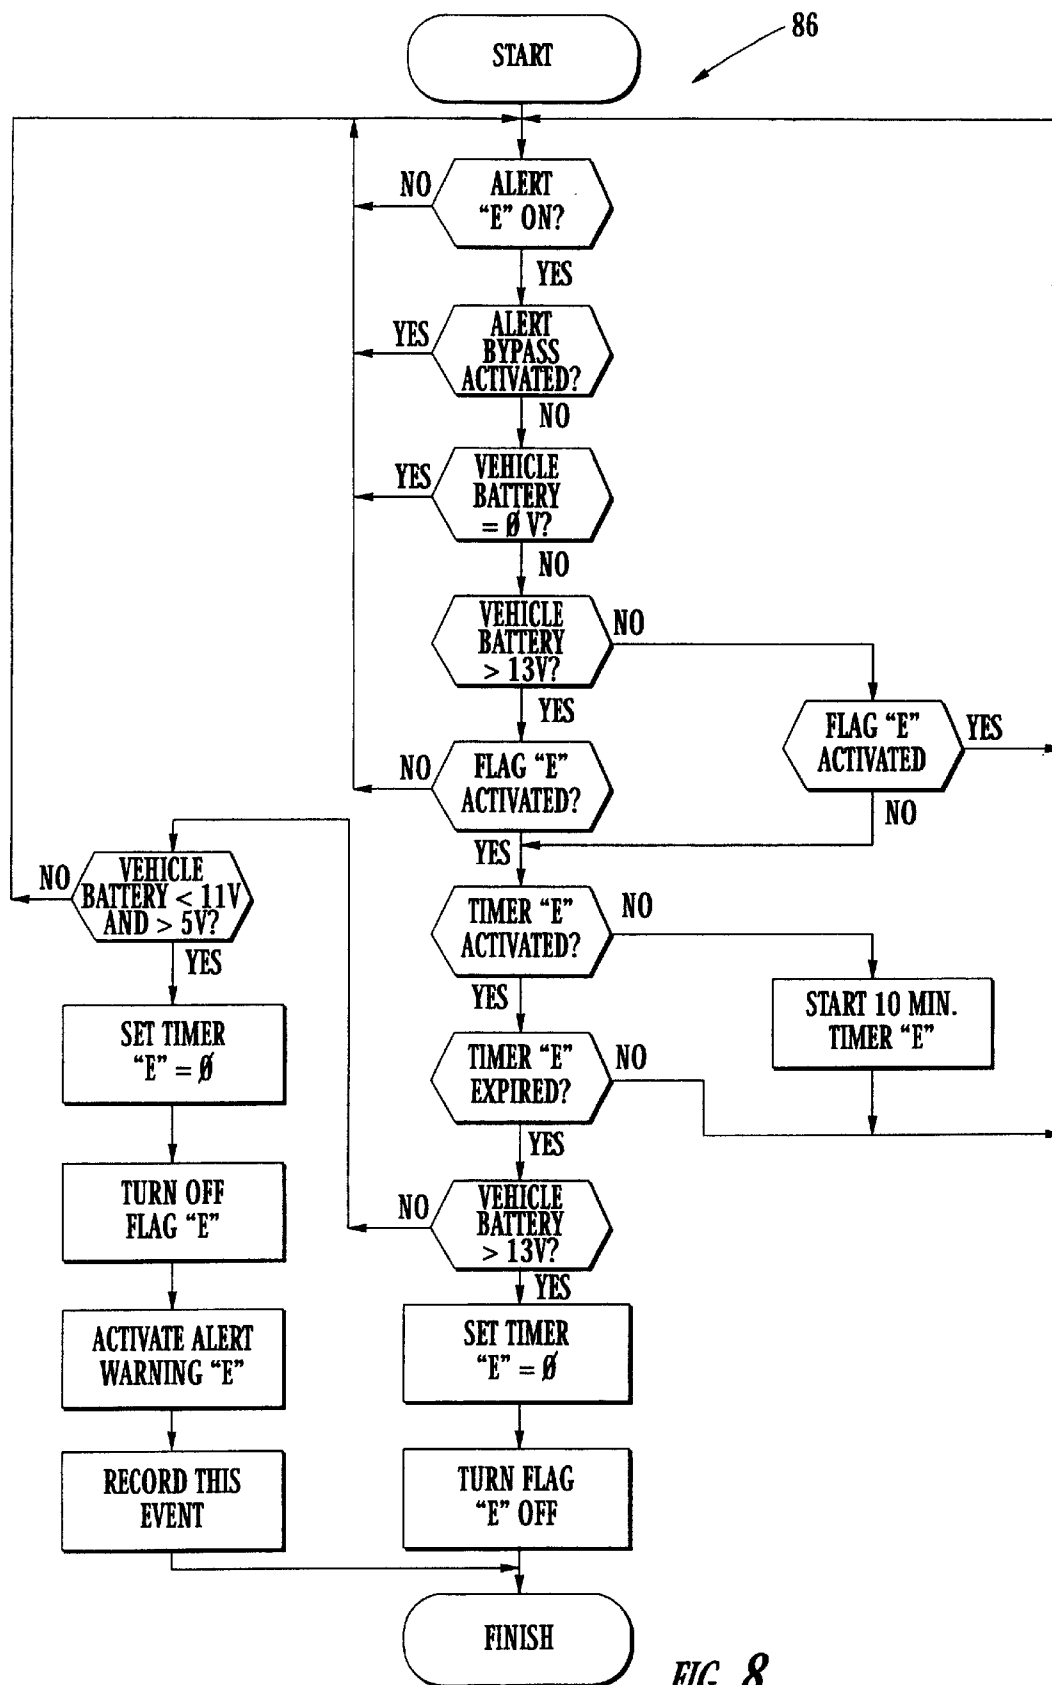 86
START
NO
ALERT
“E” ON?
YES
YES
ALERT
BYPASS
ACTIVATED?
NO
YES
VEHICLE
BATTERY
= Ø V?
NO
VEHICLE
BATTERY
> 13V?
NO
YES
FLAG “E”
ACTIVATED
YES
NO
NO
FLAG “E”
ACTIVATED?
YES
NO
VEHICLE
BATTERY < 11V
AND > 5V?
YES
TIMER “E”
ACTIVATED?
NO
YES
START 10 MIN.
TIMER “E”
SET TIMER
“E” = Ø
TIMER “E”
EXPIRED?
NO
YES
TURN OFF
FLAG “E”
NO
VEHICLE
BATTERY
> 13V?
YES
ACTIVATE ALERT
WARNING “E”
SET TIMER
“E” = Ø
RECORD THIS
EVENT
TURN FLAG
“E” OFF
FINISH
FIG. 8